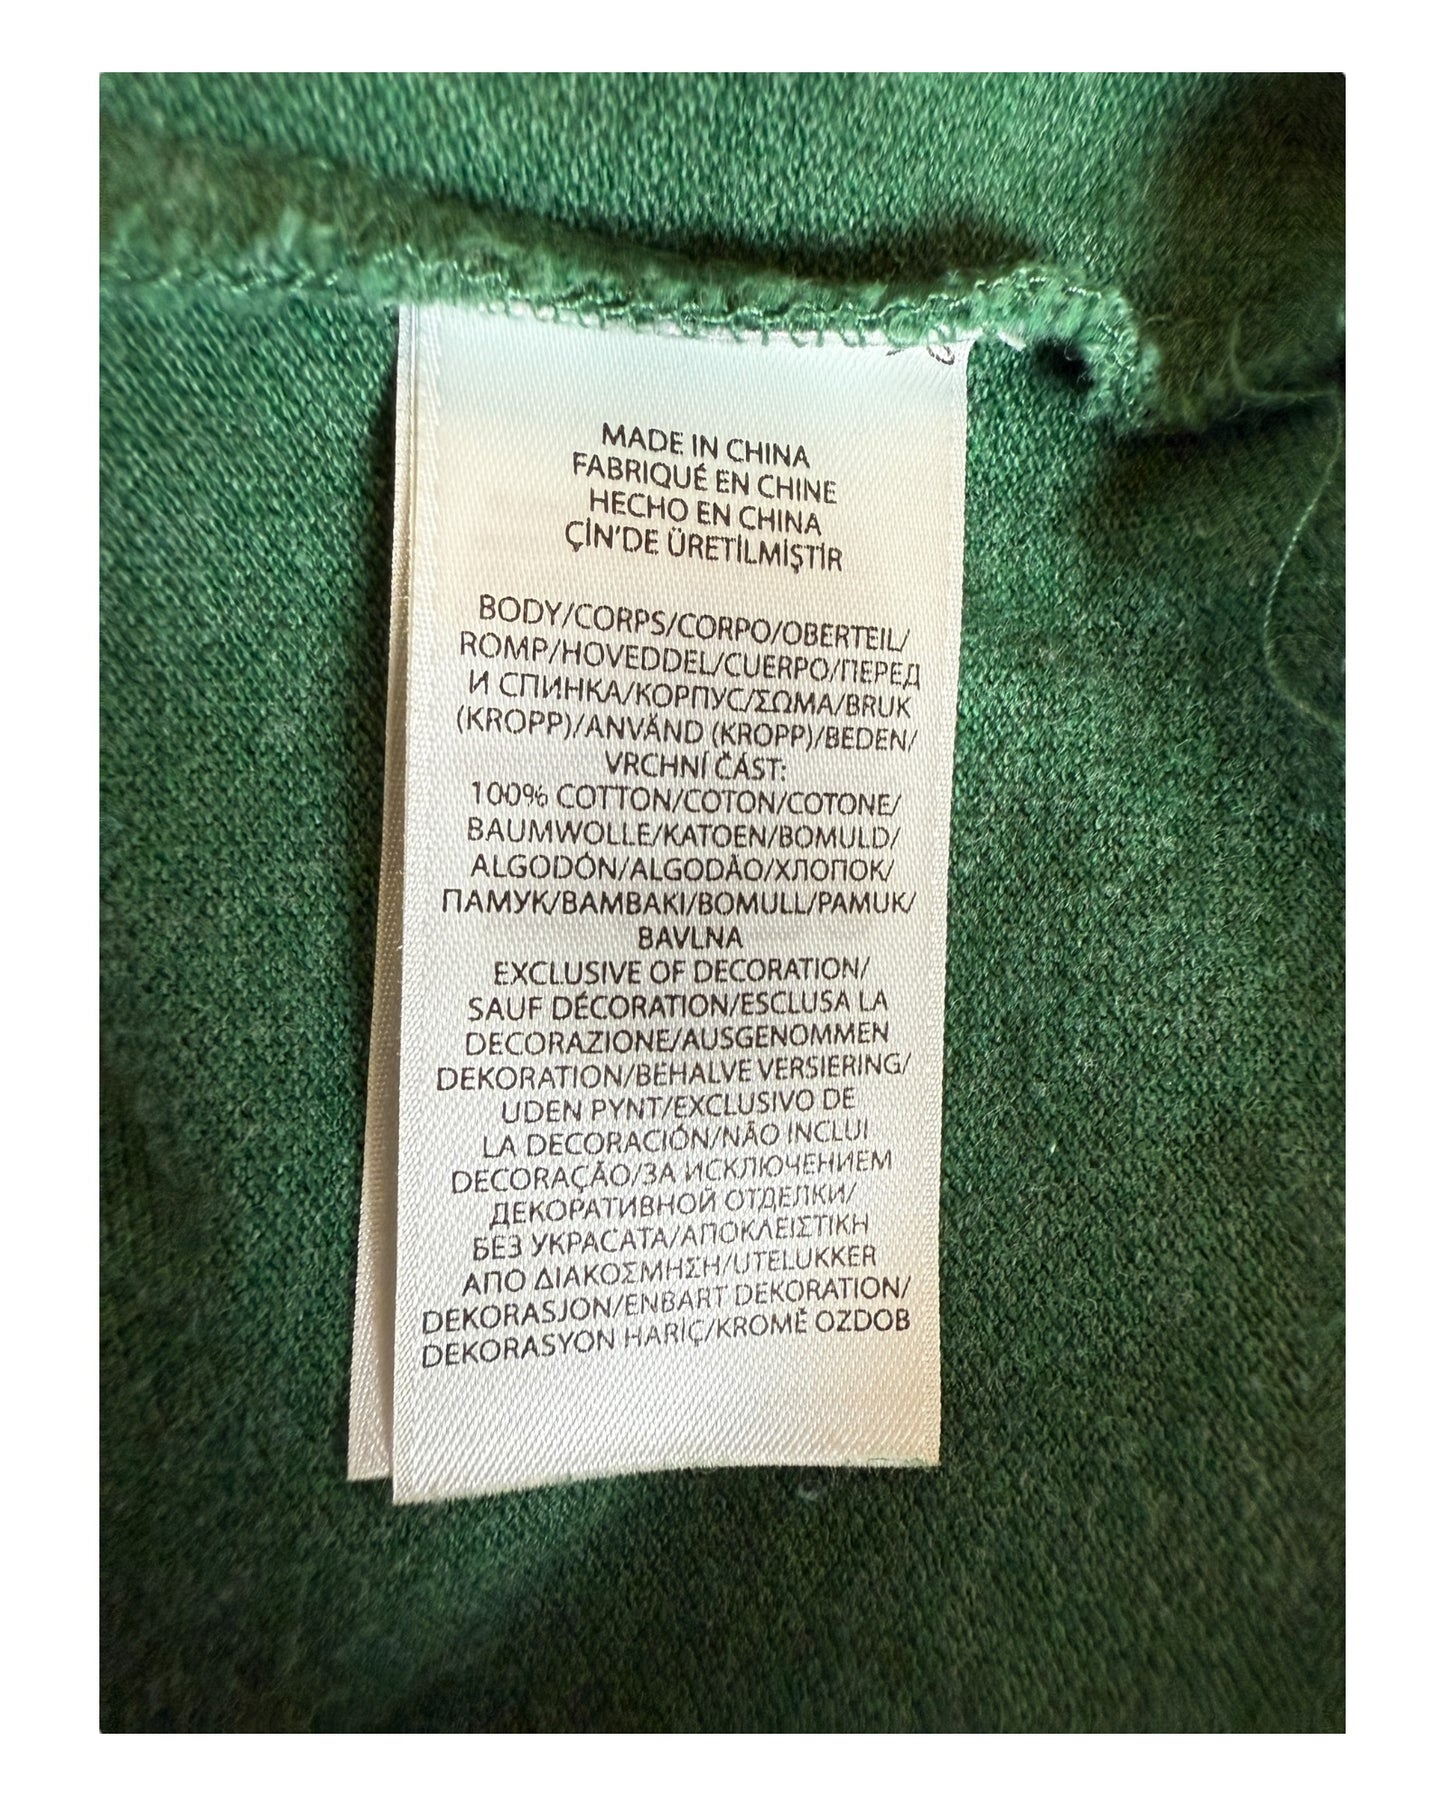 MADE IN CHINA
FABRIQUÉ EN CHINE
HECHO EN CHINA
ÇİN'DE ÜRETİLMİŞTİR
BODY/CORPS/CORPO/OBERTEIL/
ROMP/HOVEDDEL/CUERPO/ПЕРЕД
И СПИНКА/КОРПУС/ΣΩΜΑ/BRUK
(KROPP)/ANVÄND (KROPP)/BEDEN/
VRCHNÍ ČÁST:
100% COTTON/COTON/COTONE/
BAUMWOLLE/KATOEN/BOMULD/
ALGODÓN/ALGODÃO/ХЛОПОК/
ПАМУК/BAMBAKI/BOMULL/PAMUK/
BAVLNA
EXCLUSIVE OF DECORATION/
SAUF DÉCORATION/ESCLUSA LA
DECORAZIONE/AUSGENOMMEN
DEKORATION/BEHALVE VERSIERING/
UDEN PYNT/EXCLUSIVO DE
LA DECORACIÓN/NÃO INCLUI
DECORAÇÃO/ЗА ИСКЛЮЧЕНИЕМ
ДЕКОРАТИВНОЙ ОТДЕЛКИ/
БЕЗ УКРАСАТА/ΑΠΟΚΛΕΙΣΤΙΚΗ
ΑΠΟ ΔΙΑΚΟΣΜΗΣΗ/UTELUKKER
DEKORASJON/ENBART DEKORATION/
DEKORASYON HARIÇ/KROMĚ OZDOB